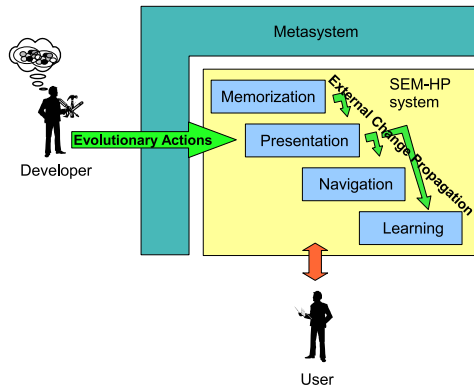 Metasystem
SEM-HP
system
Memorization
External Change Propagation
Evolutionary Actions
Presentation
Developer
Navigation
Learning
User